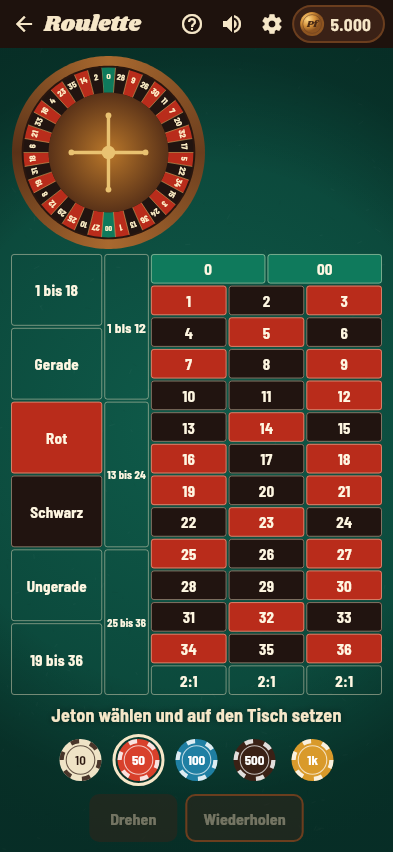 Roulette
Pf 5.000
1 bis 18
Gerade
Rot
Schwarz
Ungerade
19 bis 36
1 bis 12
13 bis 24
25 bis 36
0 00
1 2 3
4 5 6
7 8 9
10 11 12
13 14 15
16 17 18
19 20 21
22 23 24
25 26 27
28 29 30
31 32 33
34 35 36
2:1 2:1 2:1
Jeton wählen und auf den Tisch setzen
10 50 100 500 1k
Drehen Wiederholen